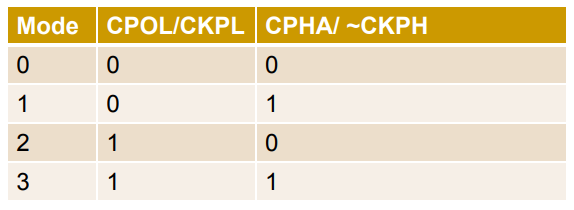 Mode CPOL/CKPL CPHA/ ~CKPH
0 0 0
1 0 1
2 1 0
3 1 1